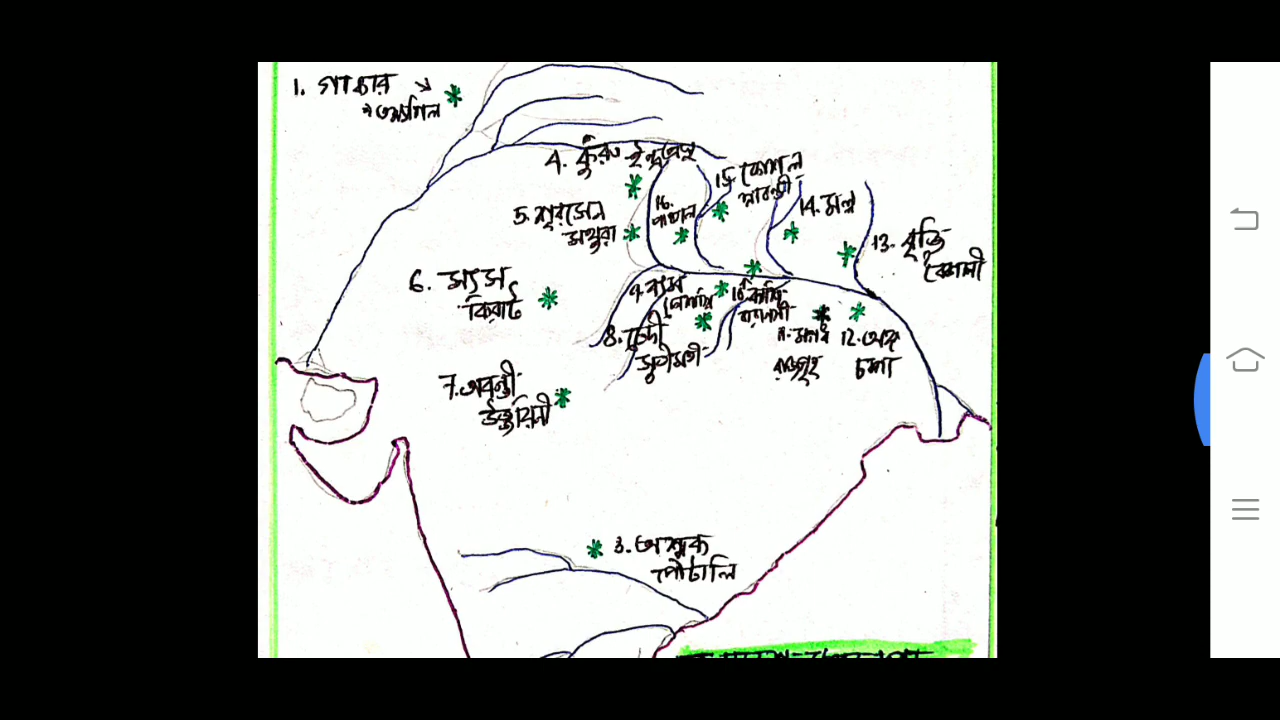 1. গান্ধার
তক্ষশিল
4. কুরু ইন্দ্রপ্রস্থ
15. কোশল
শ্রাবস্তী
16.
পাঞ্চাল
14. মল্ল
5. শূরসেন
মথুরা
13. বৃজি
বৈশালী
6. মৎস
বিরাট
9. বৎস
কৌশাম্বি
10. কাশি
বারানসী
8. চেদী
সুক্তীমতী
11. মগধ
রাজগৃহ
12. অঙ্গ
চম্পা
7. অবন্তী
উজ্জয়িনী
3. অশ্মক
পৌটালি